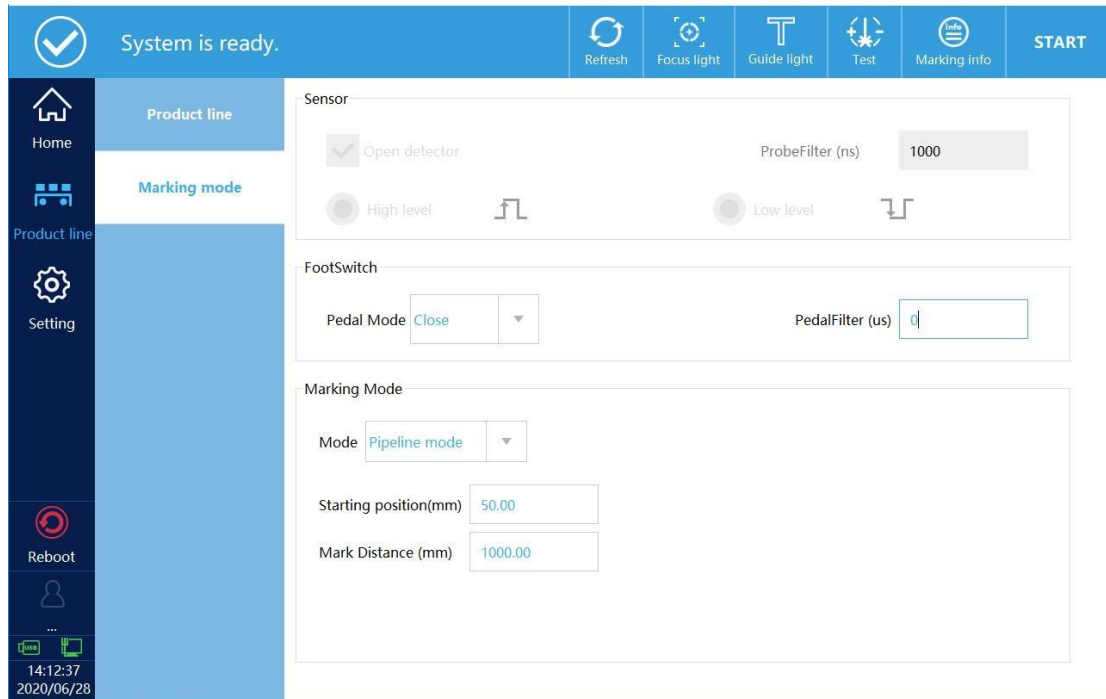 System is ready.
Refresh
Focus light
Guide light
Test
Info
Marking info
START
Home
Product line
Setting
Reboot
...
USB
14:12:37
2020/06/28
Product line
Marking mode
Sensor
Open detector
ProbeFilter (ns) 1000
High level
Low level
FootSwitch
Pedal Mode Close
PedalFilter (us) 0
Marking Mode
Mode Pipeline mode
Starting position(mm) 50.00
Mark Distance (mm) 1000.00